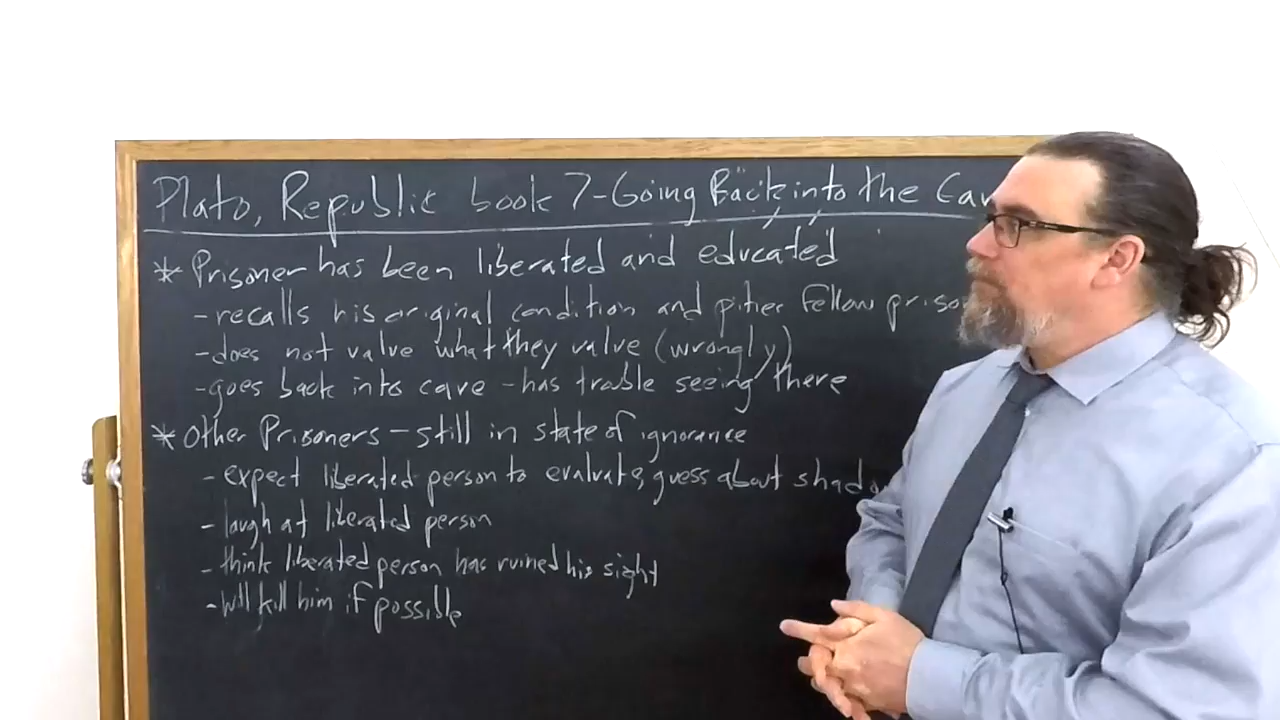 Plato, Republic book 7-Going Back into the Cav
* Prisoner has been liberated and educated
- recalls his original condition and pities fellow priso
- does not value what they value (wrongly)
- goes back into cave - has trouble seeing there
* Other Prisoners - still in state of ignorance
- expect liberated person to evaluate, guess about shado
- laugh at liberated person
- think liberated person has ruined his sight
- will kill him if possible